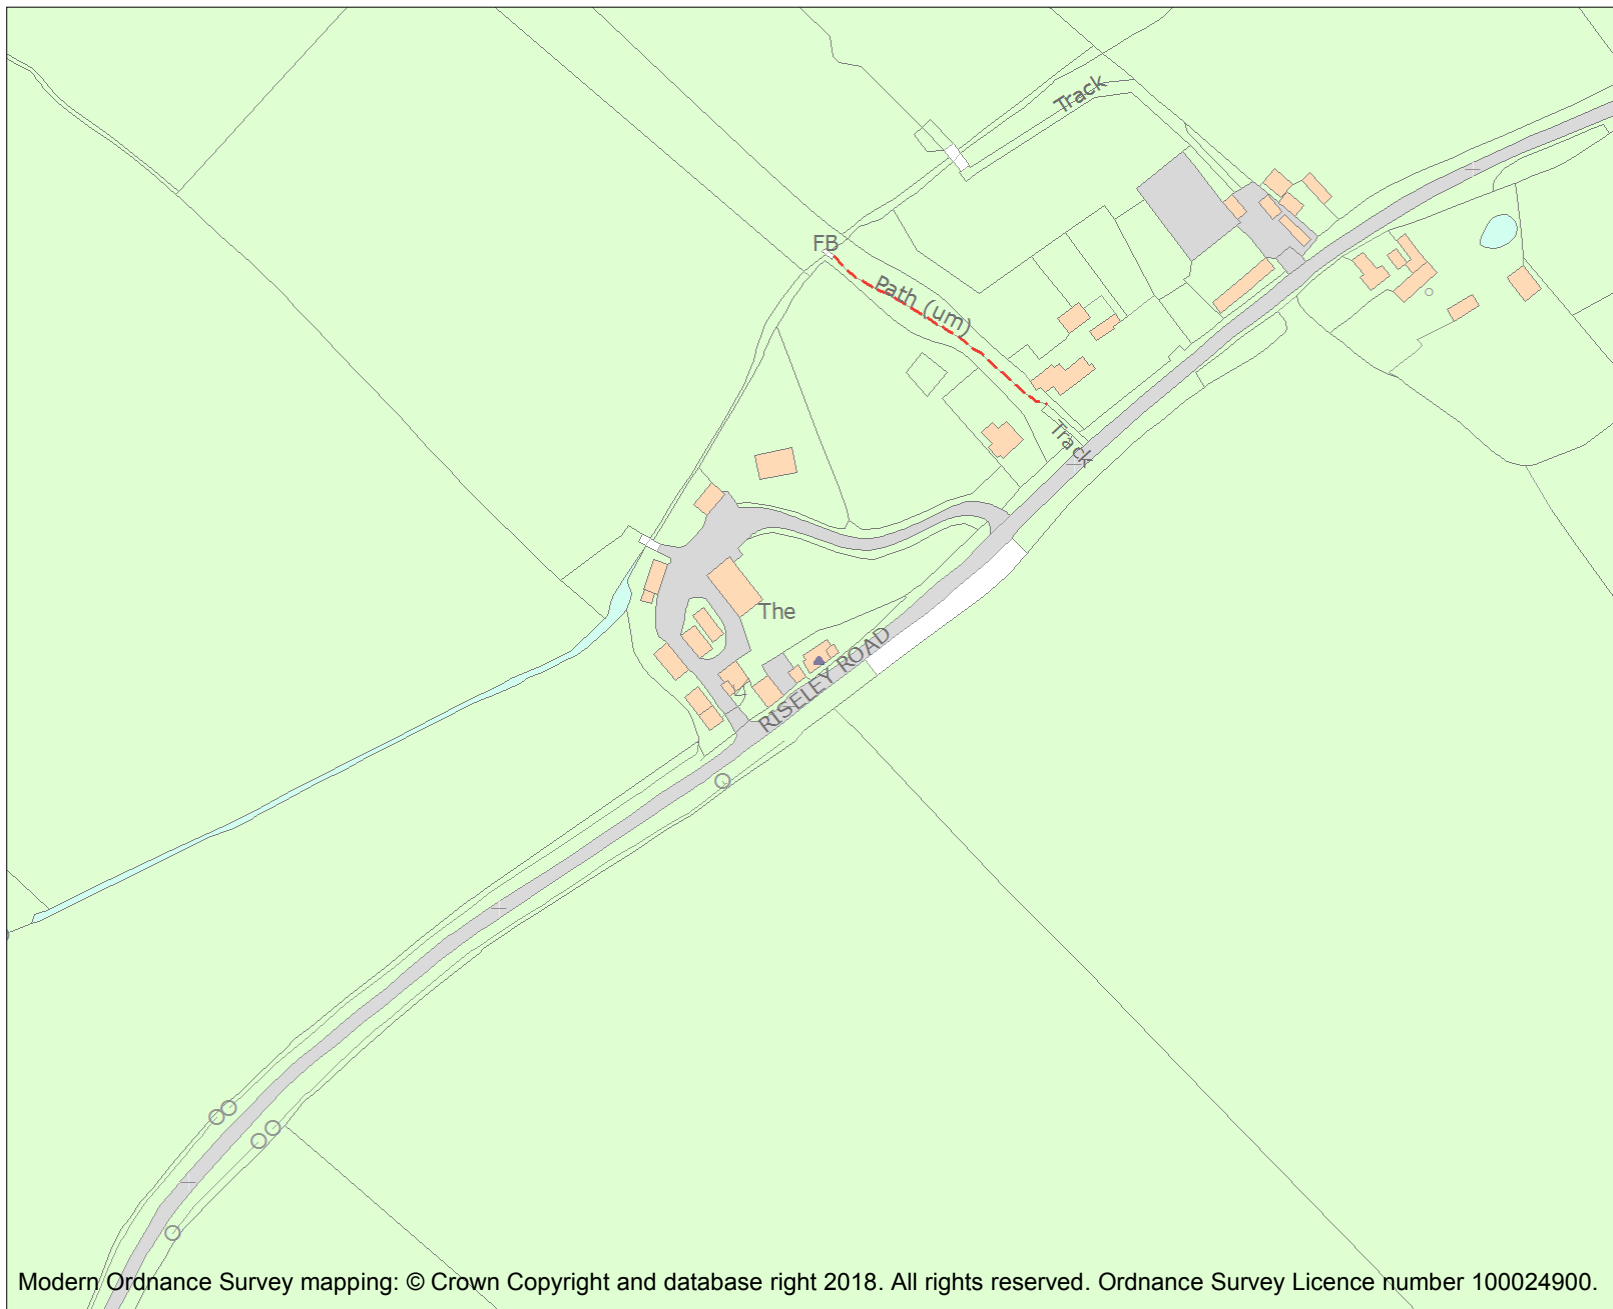 Track
FB
Path (um)
Track
The
RISELEY ROAD
Modern Ordnance Survey mapping: © Crown Copyright and database right 2018. All rights reserved. Ordnance Survey Licence number 100024900.